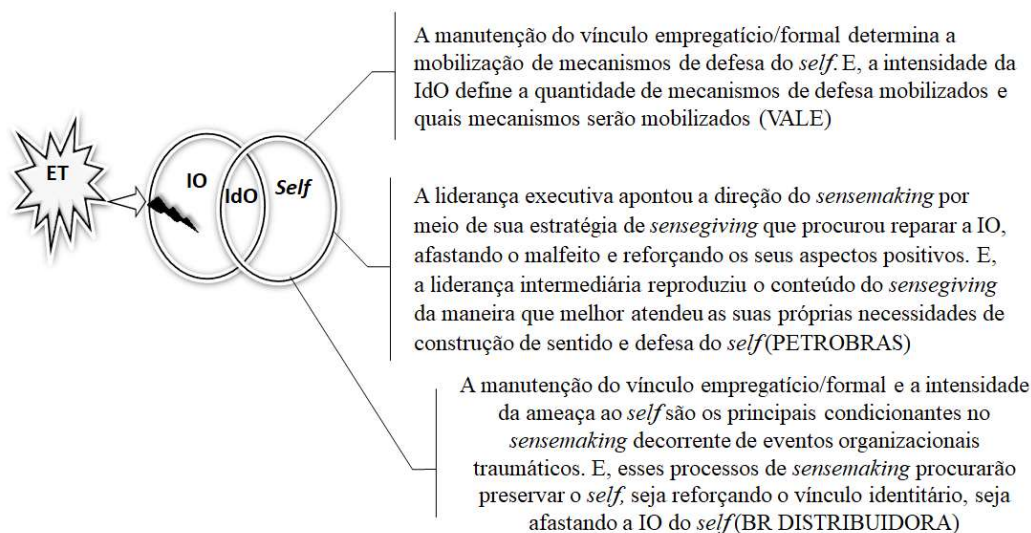 ET
IO
IdO
Self
A manutenção do vínculo empregatício/formal determina a
mobilização de mecanismos de defesa do self. E, a intensidade da
IdO define a quantidade de mecanismos de defesa mobilizados e
quais mecanismos serão mobilizados (VALE)
A liderança executiva apontou a direção do sensemaking por
meio de sua estratégia de sensegiving que procurou reparar a IO,
afastando o malfeito e reforçando os seus aspectos positivos. E,
a liderança intermediária reproduziu o conteúdo do sensegiving
da maneira que melhor atendeu as suas próprias necessidades de
construção de sentido e defesa do self (PETROBRAS)
A manutenção do vínculo empregatício/formal e a intensidade
da ameaça ao self são os principais condicionantes no
sensemaking decorrente de eventos organizacionais
traumáticos. E, esses processos de sensemaking procurarão
preservar o self, seja reforçando o vínculo identitário, seja
afastando a IO do self (BR DISTRIBUIDORA)